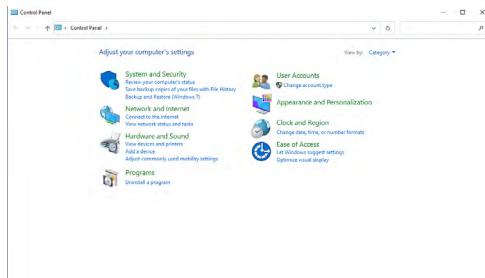 Control Panel
Control Panel
Adjust your computer's settings
View by: Category
System and Security
Review your computer's status
Save backup copies of your files with File History
Backup and Restore (Windows 7)
Network and Internet
Connect to the Internet
View network status and tasks
Hardware and Sound
View devices and printers
Add a device
Adjust commonly used mobility settings
Programs
Uninstall a program
User Accounts
Change account type
Appearance and Personalization
Clock and Region
Change date, time, or number formats
Ease of Access
Let Windows suggest settings
Optimize visual display